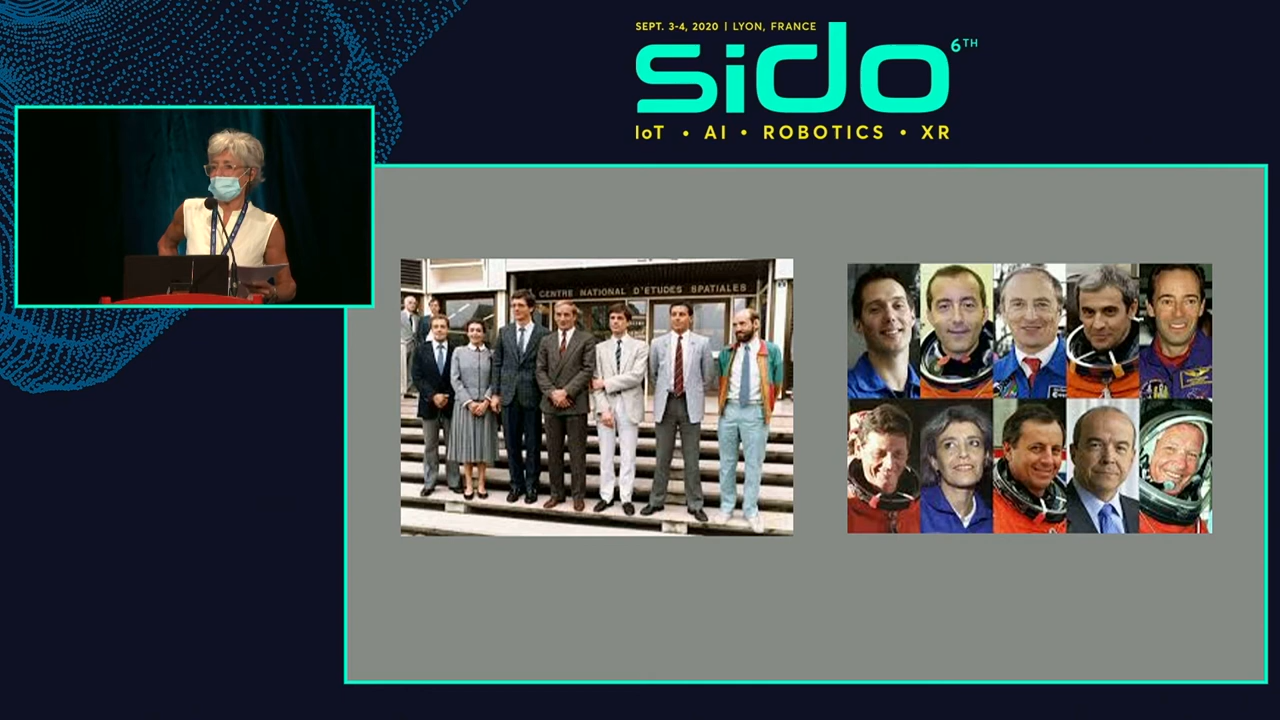 SEPT. 3-4, 2020 | LYON, FRANCE
sido 6TH
IoT • AI • ROBOTICS • XR
CENTRE NATIONAL D'ETUDES SPATIALES